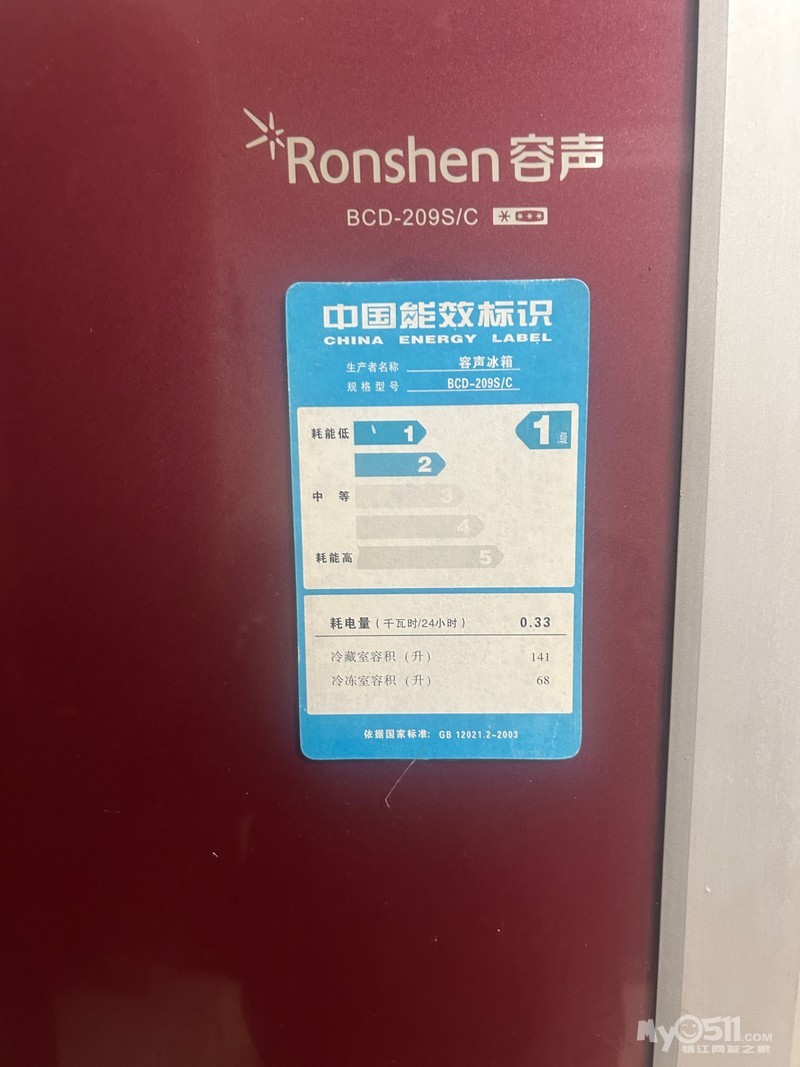 Ronshen 容声
BCD-209S/C
中国能效标识
CHINA ENERGY LABEL
生产者名称 容声冰箱
规格型号 BCD-209S/C
耗能低 1 1级
2
中等 3
4
耗能高 5
耗电量(千瓦时/24小时) 0.33
冷藏室容积(升) 141
冷冻室容积(升) 68
依据国家标准: GB 12021.2-2003
My0511.COM
镇江网友之家